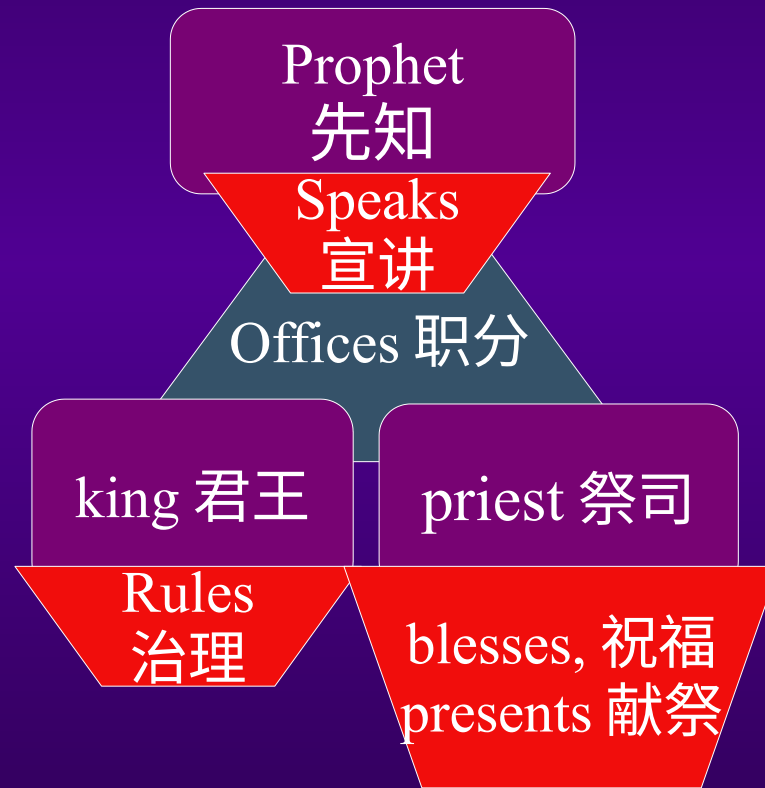 Prophet
先知
Speaks
宣讲
Offices 职分
king 君王
priest 祭司
Rules
治理
blesses, 祝福
presents 献祭